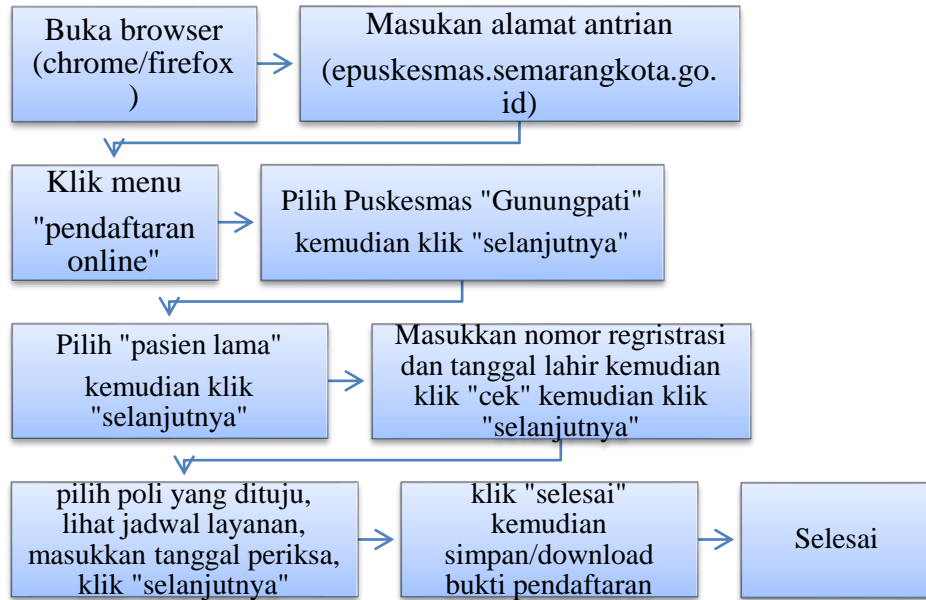 Buka browser
(chrome/firefox
)
Masukan alamat antrian
(epuskesmas.semarangkota.go.
id)
Klik menu
"pendaftaran
online"
Pilih Puskesmas "Gunungpati"
kemudian klik "selanjutnya"
Pilih "pasien lama"
kemudian klik
"selanjutnya"
Masukkan nomor regristrasi
dan tanggal lahir kemudian
klik "cek" kemudian klik
"selanjutnya"
pilih poli yang dituju,
lihat jadwal layanan,
masukkan tanggal periksa,
klik "selanjutnya"
klik "selesai"
kemudian
simpan/download
bukti pendaftaran
Selesai